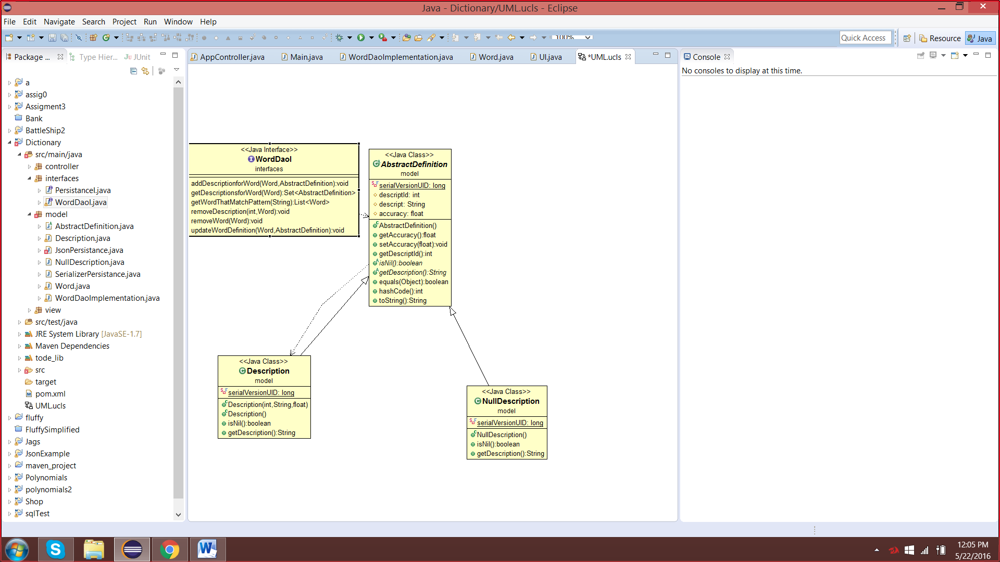 Java - Dictionary/UML.ucls - Eclipse
File Edit Navigate Search Project Run Window Help
100%
Quick Access
Resource
Java
Package ...
Type Hier...
JUnit
a
assig0
Assigment3
Bank
BattleShip2
Dictionary
src/main/java
controller
interfaces
PersistanceI.java
WordDaoI.java
model
AbstractDefinition.java
Description.java
JsonPersistance.java
NullDescription.java
SerializerPersistance.java
Word.java
WordDaoImplementation.java
view
src/test/java
JRE System Library [JavaSE-1.7]
Maven Dependencies
tode_lib
src
target
pom.xml
UML.ucls
fluffy
FluffySimplified
Jags
JsonExample
maven_project
Polynomials
polynomials2
Shop
sqlTest
AppController.java
Main.java
WordDaoImplementation.java
Word.java
UI.java
*UML.ucls
<<Java Interface>>
WordDaoI
interfaces
addDescriptionforWord(Word,AbstractDefinition):void
getDescriptionsforWord(Word):Set<AbstractDefinition>
getWordThatMatchPattern(String):List<Word>
removeDescription(int,Word):void
removeWord(Word):void
updateWordDefinition(Word,AbstractDefinition):void
<<Java Class>>
AbstractDefinition
model
serialVersionUID: long
descriptId: int
descript: String
accuracy: float
AbstractDefinition()
getAccuracy():float
setAccuracy(float):void
getDescriptId():int
isNil():boolean
getDescription():String
equals(Object):boolean
hashCode():int
toString():String
<<Java Class>>
Description
model
serialVersionUID: long
Description(int,String,float)
Description()
isNil():boolean
getDescription():String
<<Java Class>>
NullDescription
model
serialVersionUID: long
NullDescription()
isNil():boolean
getDescription():String
Console
No consoles to display at this time.
12:05 PM
5/22/2016